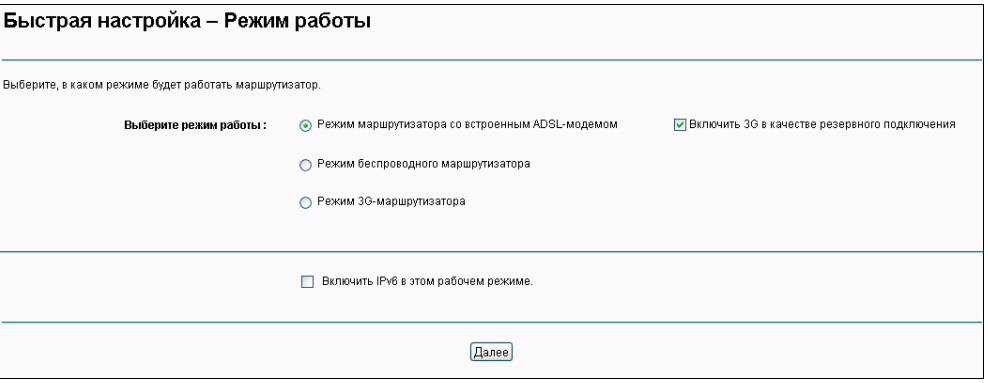 Быстрая настройка – Режим работы
Выберите, в каком режиме будет работать маршрутизатор.
Выберите режим работы : Режим маршрутизатора со встроенным ADSL-модемом Включить 3G в качестве резервного подключения
Режим беспроводного маршрутизатора
Режим 3G-маршрутизатора
Включить IPv6 в этом рабочем режиме.
Далее